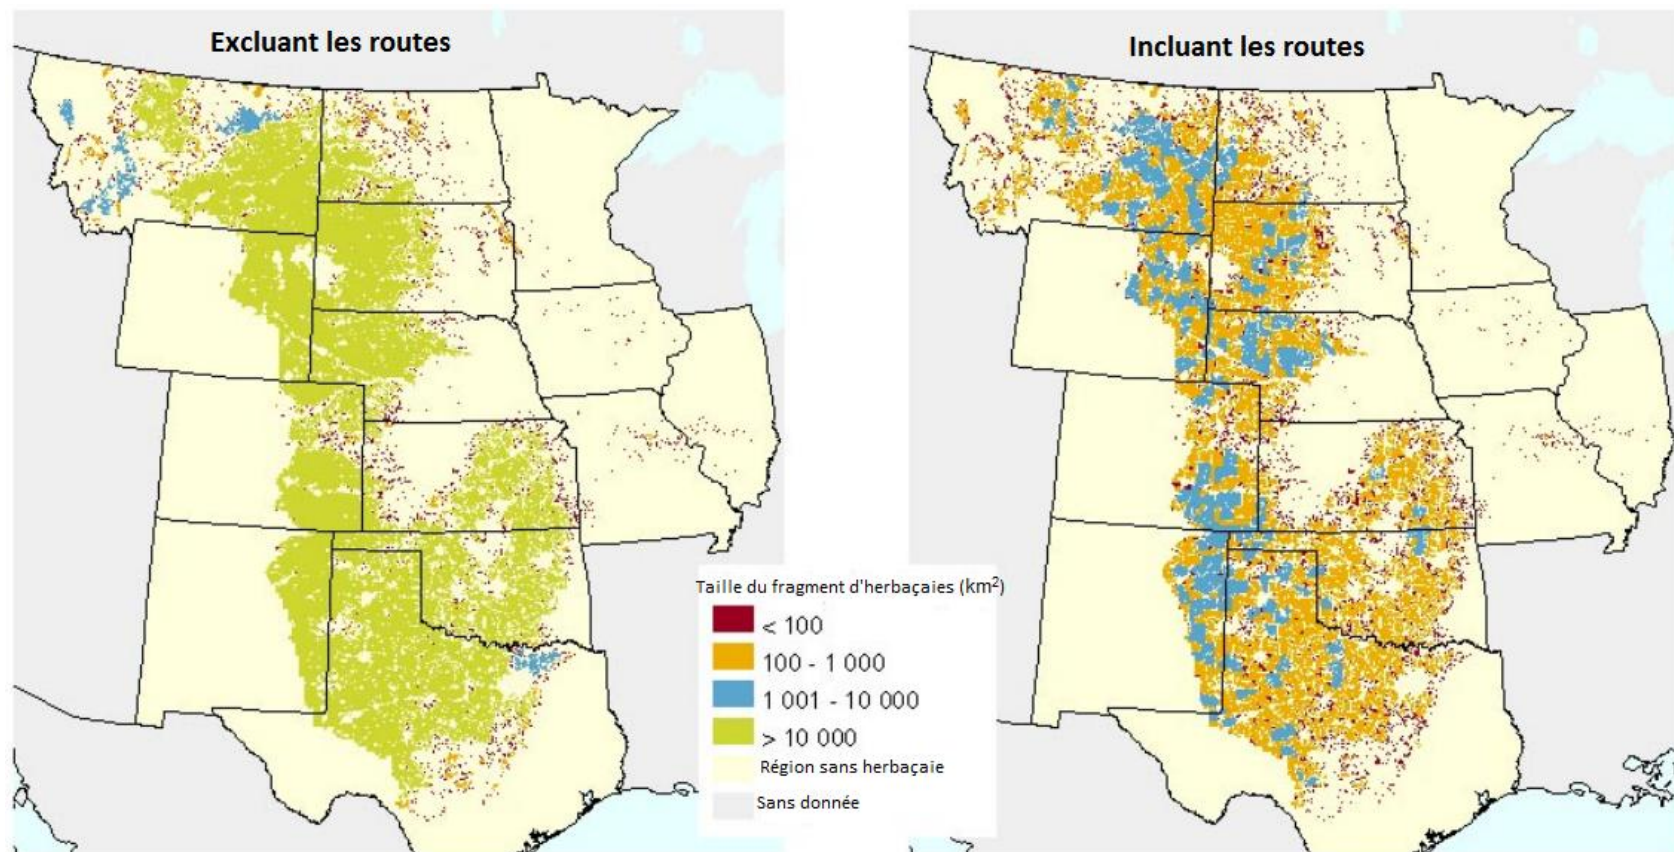 Excluant les routes
Incluant les routes
Taille du fragment d'herbaçaies (km²)
< 100
100 - 1 000
1 001 - 10 000
> 10 000
Région sans herbaçaie
Sans donnée